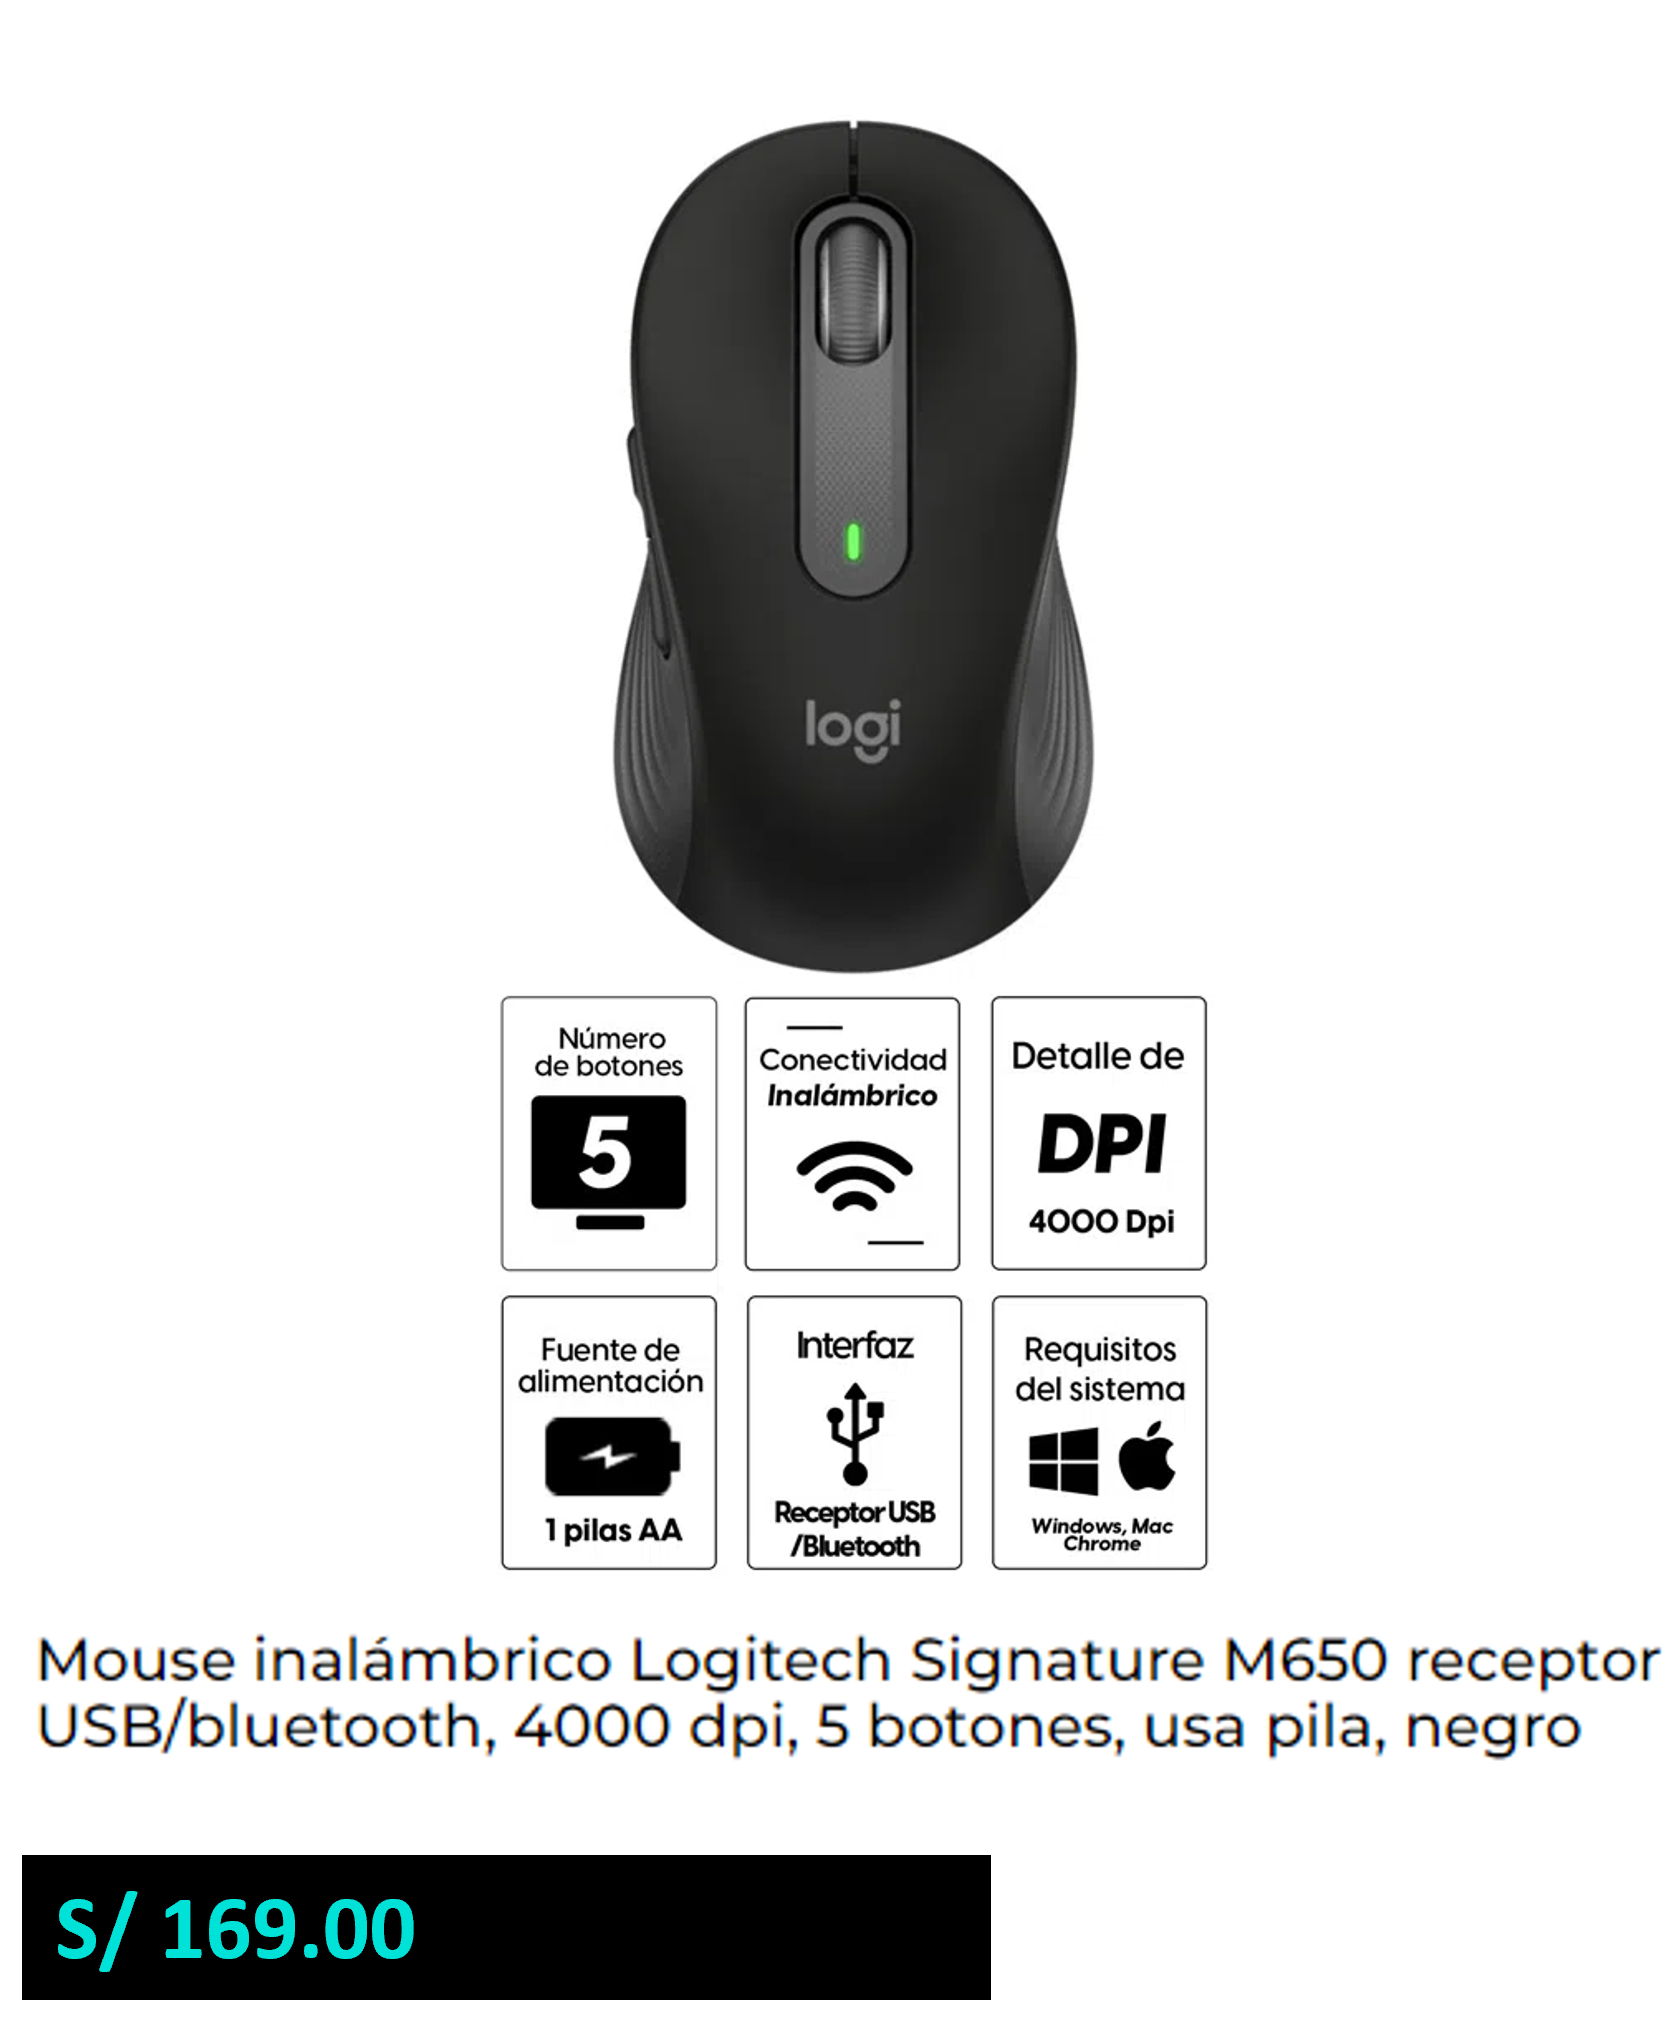 logi
Número
de botones
5
Conectividad
Inalámbrico
Detalle de
DPI
4000 Dpi
Fuente de
alimentación
1 pilas AA
Interfaz
Receptor USB
/Bluetooth
Requisitos
del sistema
Windows, Mac
Chrome
Mouse inalámbrico Logitech Signature M650 receptor
USB/bluetooth, 4000 dpi, 5 botones, usa pila, negro
S/ 169.00